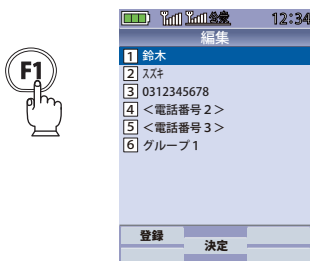 F1
12:34
編集
1 鈴木
2 ｽｽﾞｷ
3 0312345678
4 ＜電話番号２＞
5 ＜電話番号３＞
6 グループ1
登録
決定